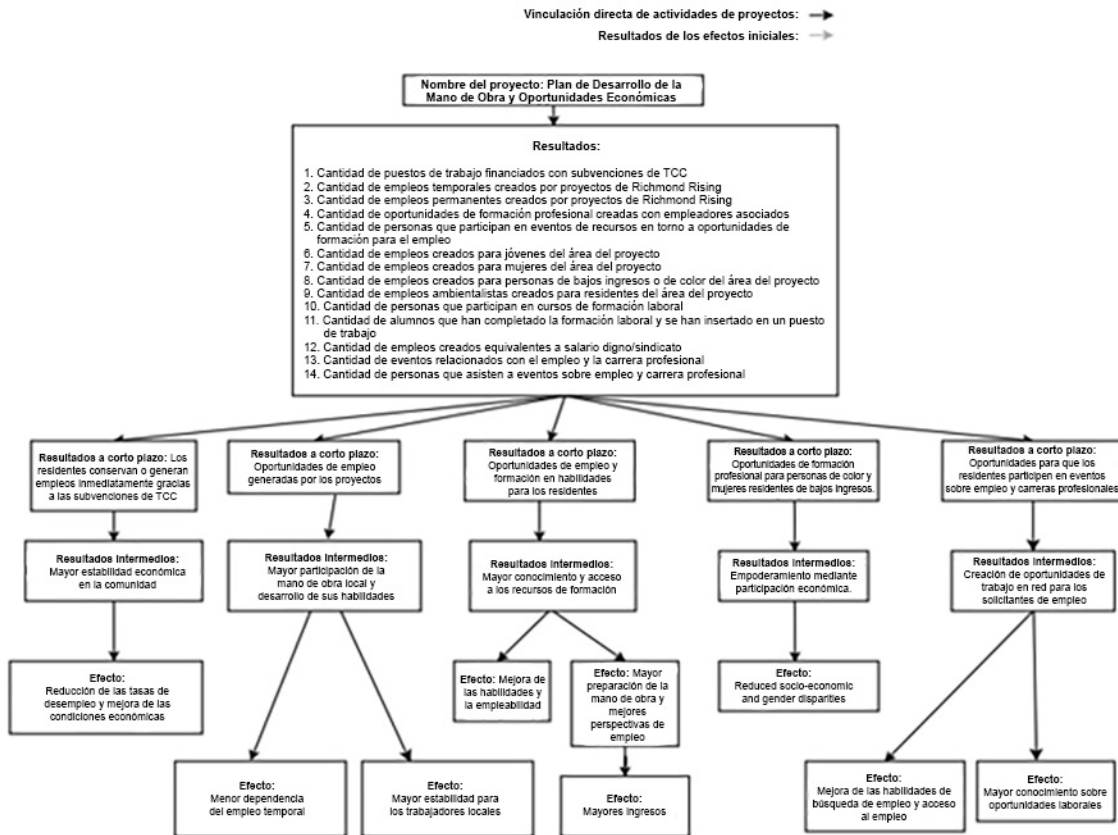 Vinculación directa de actividades de proyectos:
Resultados de los efectos iniciales:
Nombre del proyecto: Plan de Desarrollo de la
Mano de Obra y Oportunidades Económicas
Resultados:
1. Cantidad de puestos de trabajo financiados con subvenciones de TCC
2. Cantidad de empleos temporales creados por proyectos de Richmond Rising
3. Cantidad de empleos permanentes creados por proyectos de Richmond Rising
4. Cantidad de oportunidades de formación profesional creadas con empleadores asociados
5. Cantidad de personas que participan en eventos de recursos en torno a oportunidades de
formación para el empleo
6. Cantidad de empleos creados para jóvenes del área del proyecto
7. Cantidad de empleos creados para mujeres del área del proyecto
8. Cantidad de empleos creados para personas de bajos ingresos o de color del área del proyecto
9. Cantidad de empleos ambientalistas creados para residentes del área del proyecto
10. Cantidad de personas que participan en cursos de formación laboral
11. Cantidad de alumnos que han completado la formación laboral y se han insertado en un puesto
de trabajo
12. Cantidad de empleos creados equivalentes a salario digno/sindicato
13. Cantidad de eventos relacionados con el empleo y la carrera profesional
14. Cantidad de personas que asisten a eventos sobre empleo y carrera profesional
Resultados a corto plazo: Los
residentes conservan o generan
empleos inmediatamente gracias
a las subvenciones de TCC
Resultados a corto plazo:
Oportunidades de empleo
generadas por los proyectos
Resultados a corto plazo:
Oportunidades de empleo y
formación en habilidades
para los residentes
Resultados a corto plazo:
Oportunidades de formación
profesional para personas de color
y mujeres residentes de bajos ingresos.
Resultados a corto plazo:
Oportunidades para que los
residentes participen en eventos
sobre empleo y carreras profesionales
Resultados Intermedios:
Mayor estabilidad económica
en la comunidad
Resultados Intermedios:
Mayor participación de la
mano de obra local y
desarrollo de sus habilidades
Resultados Intermedios:
Mayor conocimiento y acceso
a los recursos de formación
Resultados Intermedios:
Empoderamiento mediante
participación económica.
Resultados Intermedios:
Creación de oportunidades de
trabajo en red para los
solicitantes de empleo
Efecto:
Reducción de las tasas de
desempleo y mejora de las
condiciones económicas
Efecto: Mejora de
las habilidades y
la empleabilidad
Efecto: Mayor
preparación de la
mano de obra y
mejores
perspectivas de
empleo
Efecto:
Reduced socio-economic
and gender disparities
Efecto:
Menor dependencia
del empleo temporal
Efecto:
Mayor estabilidad para
los trabajadores locales
Efecto:
Mayores ingresos
Efecto:
Mejora de las habilidades de
búsqueda de empleo y acceso
al empleo
Efecto:
Mayor conocimiento sobre
oportunidades laborales